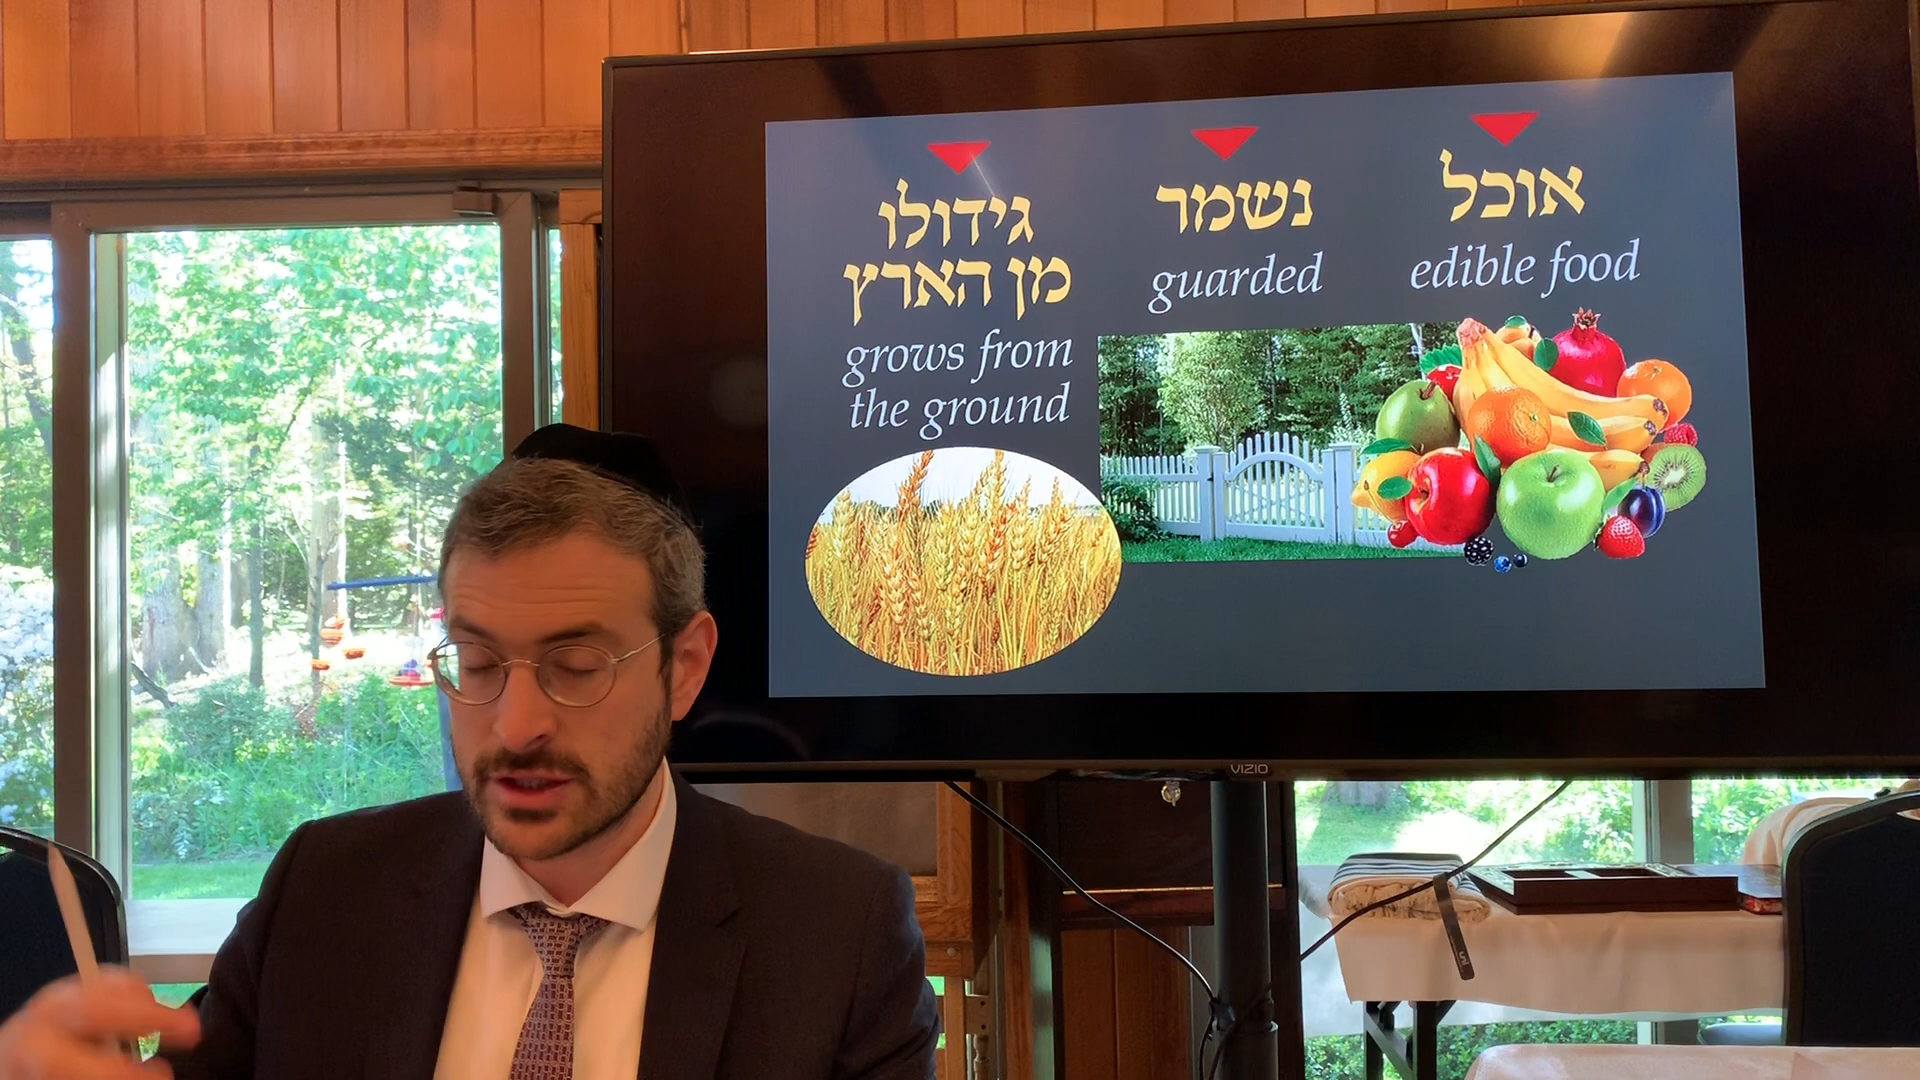 אוכל
edible food
נשמר
guarded
גידולו
מן הארץ
grows from
the ground
VIZIO